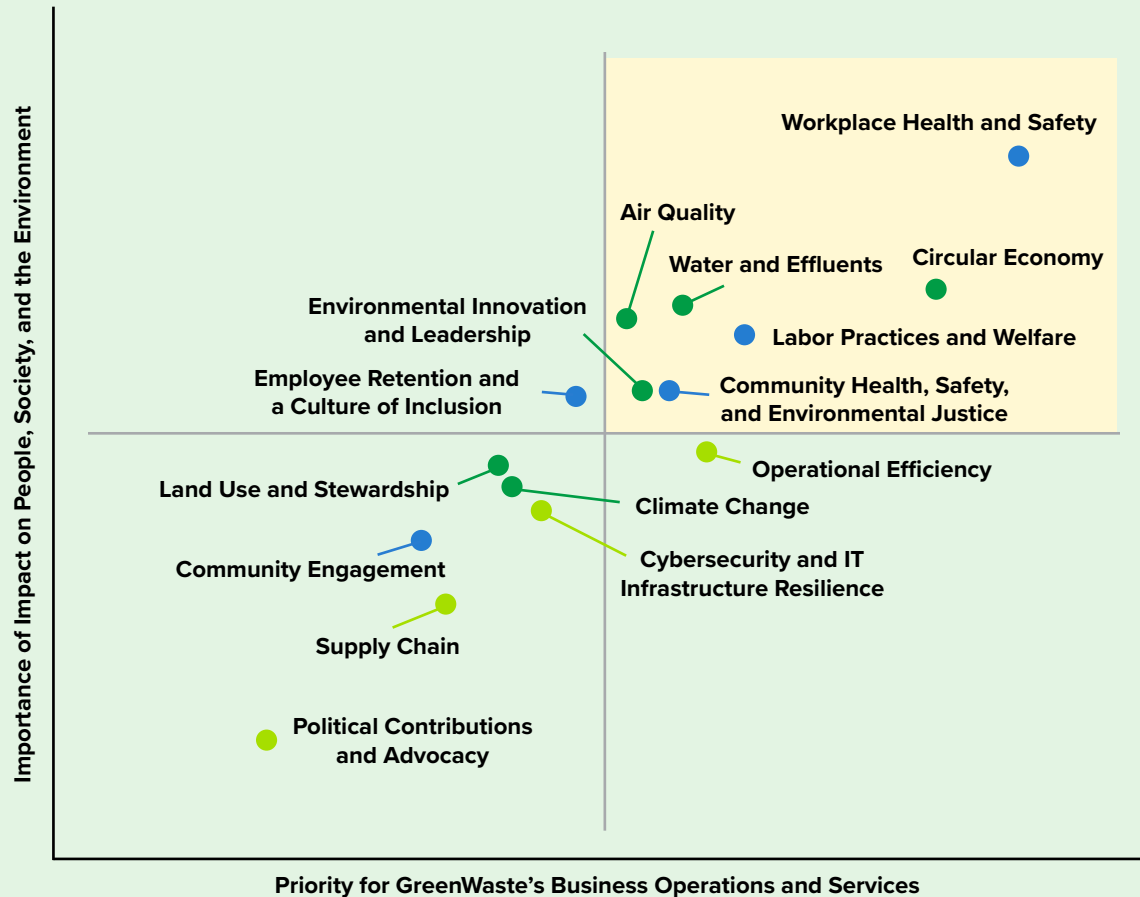 Importance of Impact on People, Society, and the Environment
Workplace Health and Safety
Air Quality
Water and Effluents
Circular Economy
Environmental Innovation
and Leadership
Labor Practices and Welfare
Employee Retention and
a Culture of Inclusion
Community Health, Safety,
and Environmental Justice
Operational Efficiency
Land Use and Stewardship
Climate Change
Cybersecurity and IT
Infrastructure Resilience
Community Engagement
Supply Chain
Political Contributions
and Advocacy
Priority for GreenWaste’s Business Operations and Services